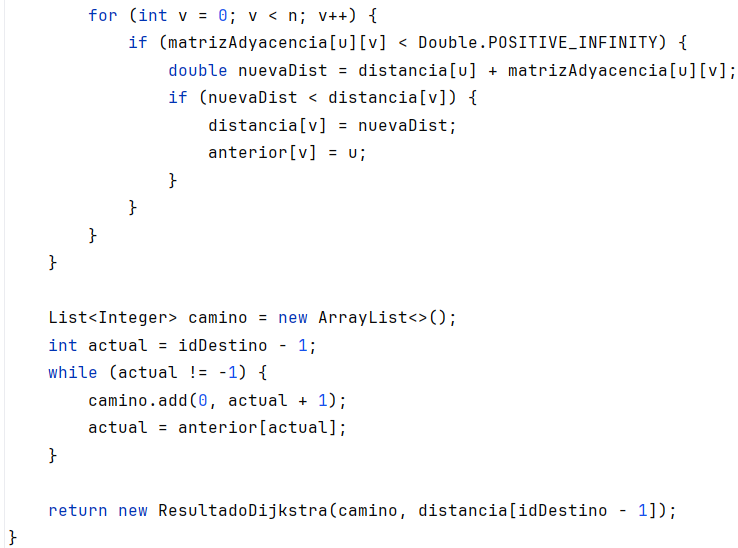 for (int v = 0; v < n; v++) {
if (matrizAdyacencia[u][v] < Double.POSITIVE_INFINITY) {
double nuevaDist = distancia[u] + matrizAdyacencia[u][v];
if (nuevaDist < distancia[v]) {
distancia[v] = nuevaDist;
anterior[v] = u;
}
}
}
}
List<Integer> camino = new ArrayList<>();
int actual = idDestino - 1;
while (actual != -1) {
camino.add(0, actual + 1);
actual = anterior[actual];
}
return new ResultadoDijkstra(camino, distancia[idDestino - 1]);
}